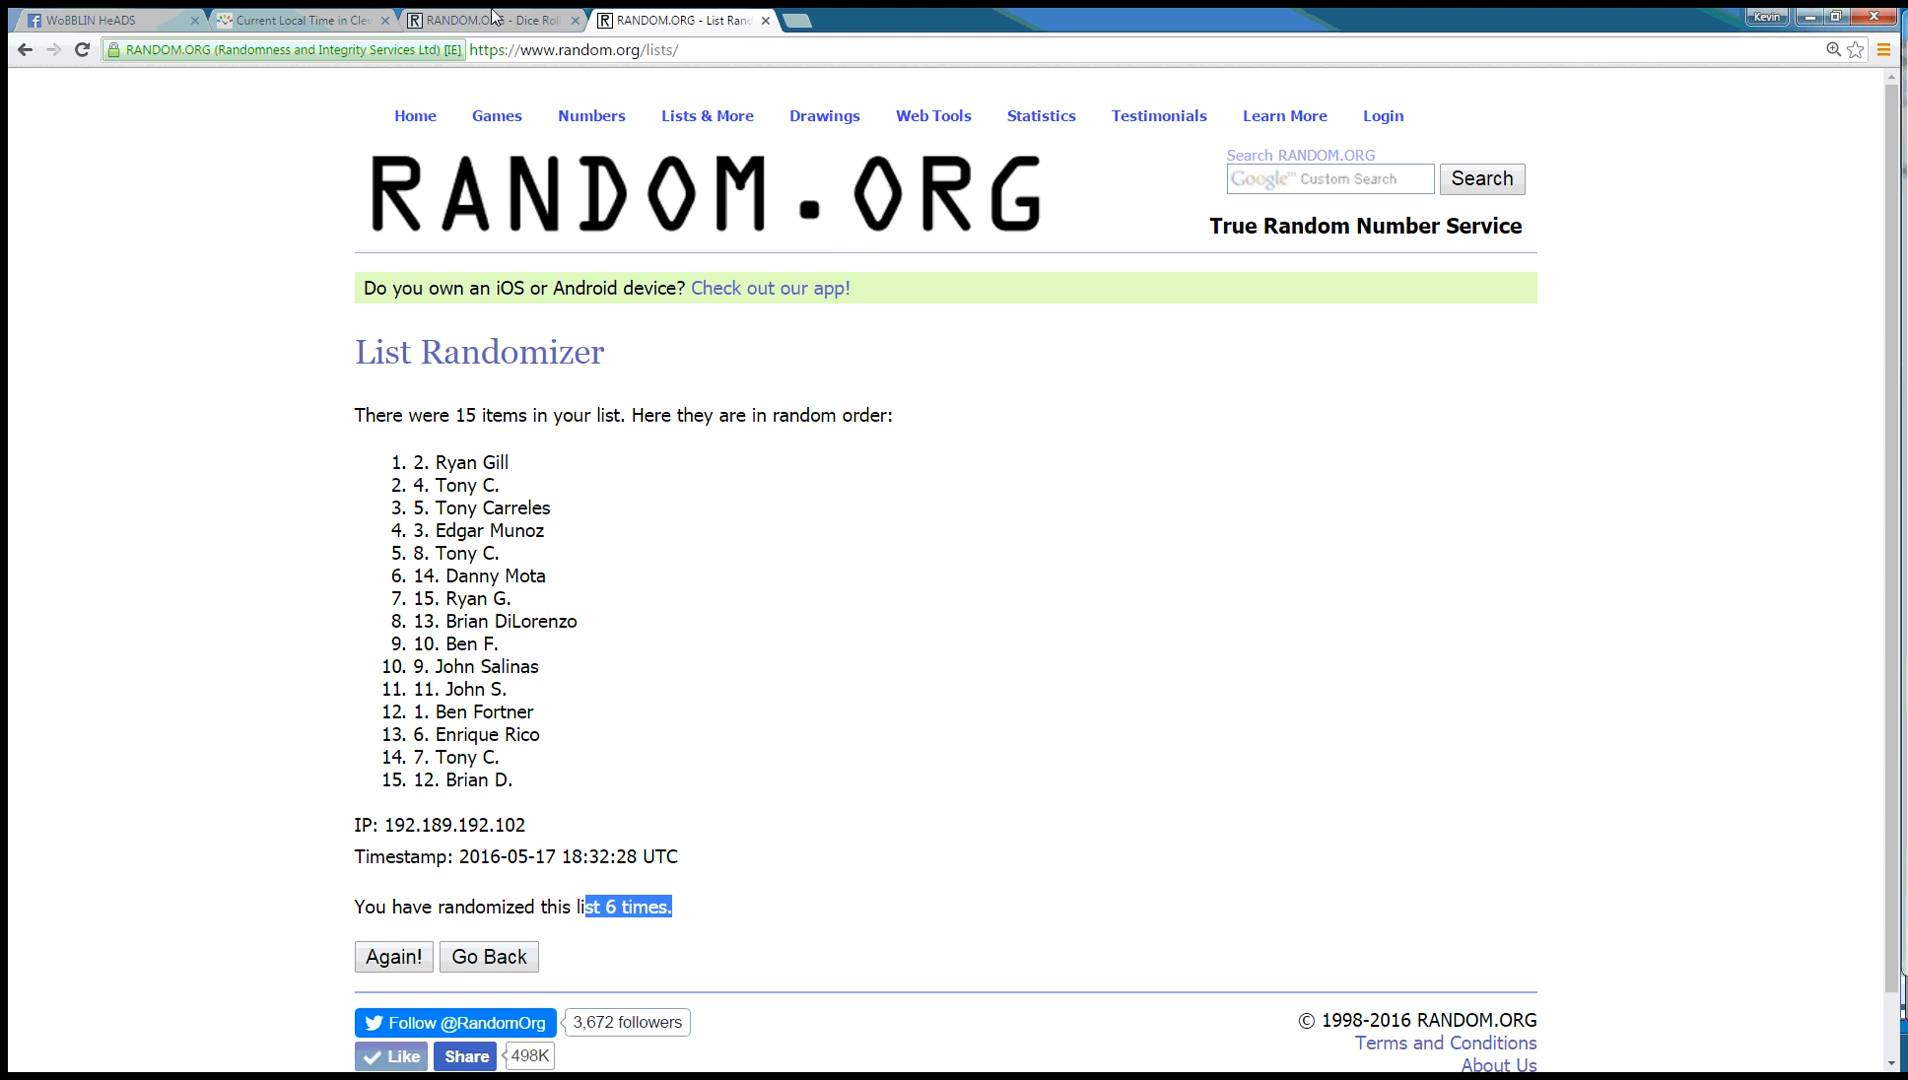 WoBBLIN HeADS
Current Local Time in Clev
RANDOM.ORG - Dice Roll
RANDOM.ORG - List Ran
Kevin
RANDOM.ORG (Randomness and Integrity Services Ltd) [IE] https://www.random.org/lists/
Home Games Numbers Lists & More Drawings Web Tools Statistics Testimonials Learn More Login
RANDOM.ORG
Search RANDOM.ORG
Google™ Custom Search Search
True Random Number Service
Do you own an iOS or Android device? Check out our app!
List Randomizer
There were 15 items in your list. Here they are in random order:
1. 2. Ryan Gill
2. 4. Tony C.
3. 5. Tony Carreles
4. 3. Edgar Munoz
5. 8. Tony C.
6. 14. Danny Mota
7. 15. Ryan G.
8. 13. Brian DiLorenzo
9. 10. Ben F.
10. 9. John Salinas
11. 11. John S.
12. 1. Ben Fortner
13. 6. Enrique Rico
14. 7. Tony C.
15. 12. Brian D.
IP: 192.189.192.102
Timestamp: 2016-05-17 18:32:28 UTC
You have randomized this list 6 times.
Again! Go Back
Follow @RandomOrg 3,672 followers
Like Share 498K
© 1998-2016 RANDOM.ORG
Terms and Conditions
About Us